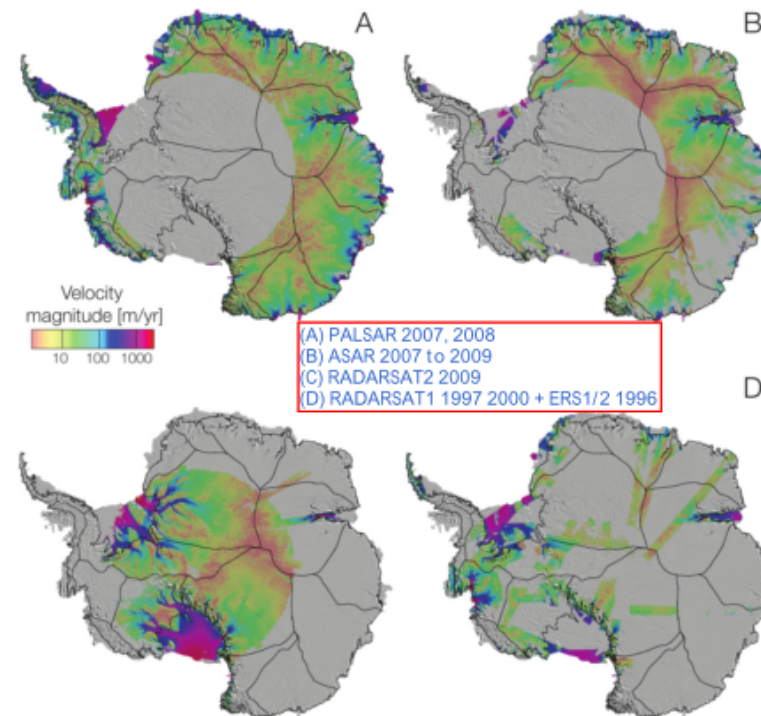 A
B
Velocity
magnitude [m/yr]
10 100 1000
(A) PALSAR 2007, 2008
(B) ASAR 2007 to 2009
(C) RADARSAT2 2009
(D) RADARSAT1 1997 2000 + ERS1/2 1996
D